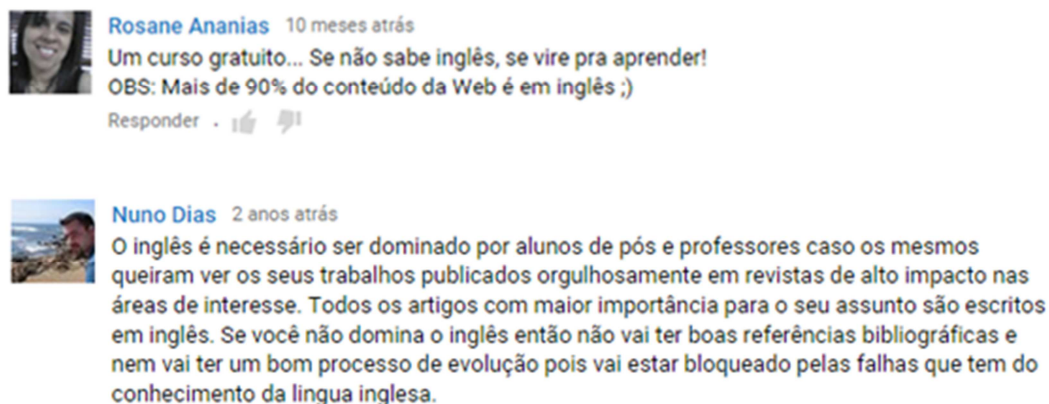 Rosane Ananias 10 meses atrás
Um curso gratuito... Se não sabe inglês, se vire pra aprender!
OBS: Mais de 90% do conteúdo da Web é em inglês ;)
Responder .
Nuno Dias 2 anos atrás
O inglês é necessário ser dominado por alunos de pós e professores caso os mesmos
queiram ver os seus trabalhos publicados orgulhosamente em revistas de alto impacto nas
áreas de interesse. Todos os artigos com maior importância para o seu assunto são escritos
em inglês. Se você não domina o inglês então não vai ter boas referências bibliográficas e
nem vai ter um bom processo de evolução pois vai estar bloqueado pelas falhas que tem do
conhecimento da lingua inglesa.